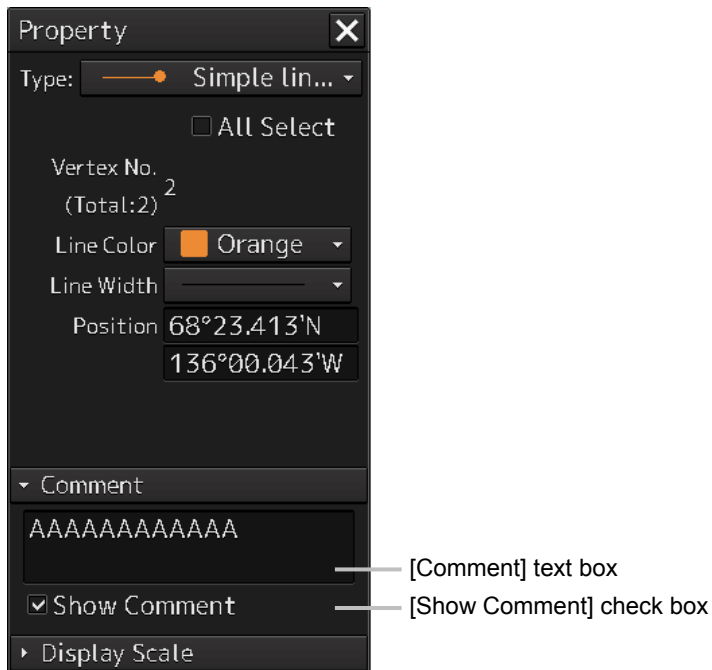 Property
Type: Simple lin...
All Select
Vertex No.
2
(Total:2)
Line Color Orange
Line Width
Position 68°23.413'N
136°00.043'W
Comment
AAAAAAAAAAAA
[Comment] text box
Show Comment
[Show Comment] check box
Display Scale